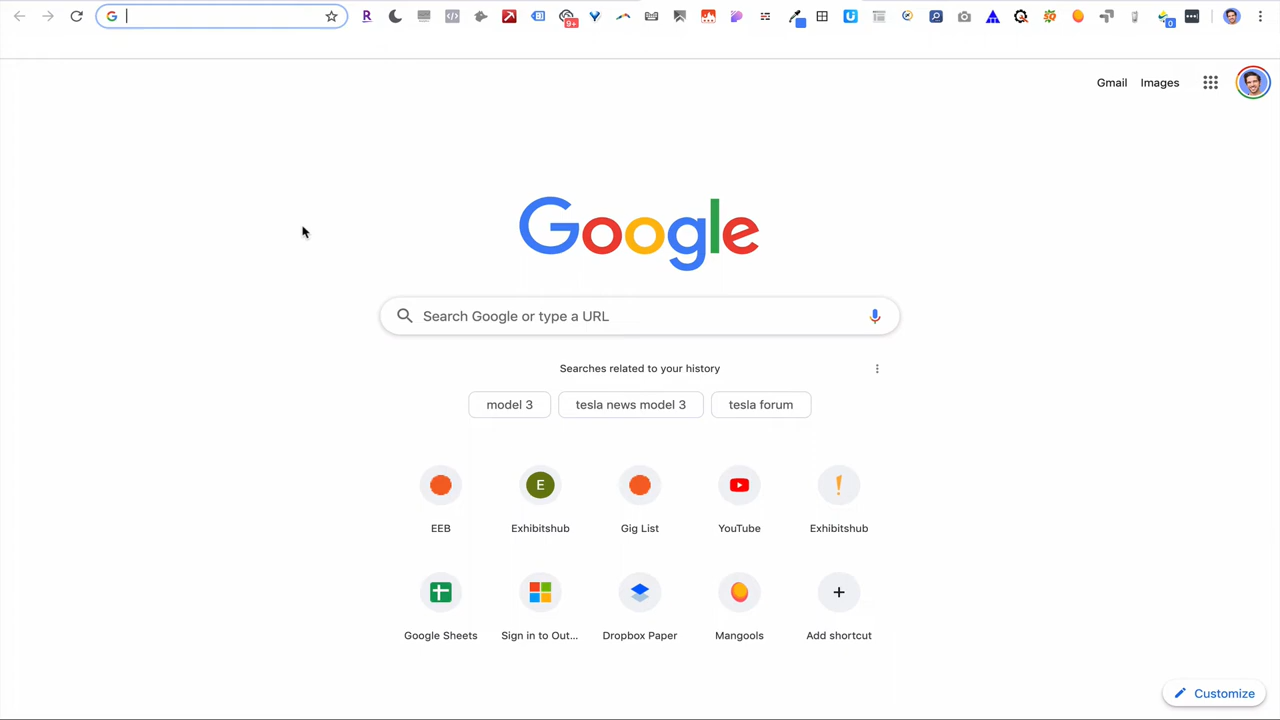 9+
0
Gmail Images
Google
Search Google or type a URL
Searches related to your history
model 3 tesla news model 3 tesla forum
E
EEB Exhibitshub Gig List YouTube Exhibitshub
Google Sheets Sign in to Out... Dropbox Paper Mangools Add shortcut
Customize